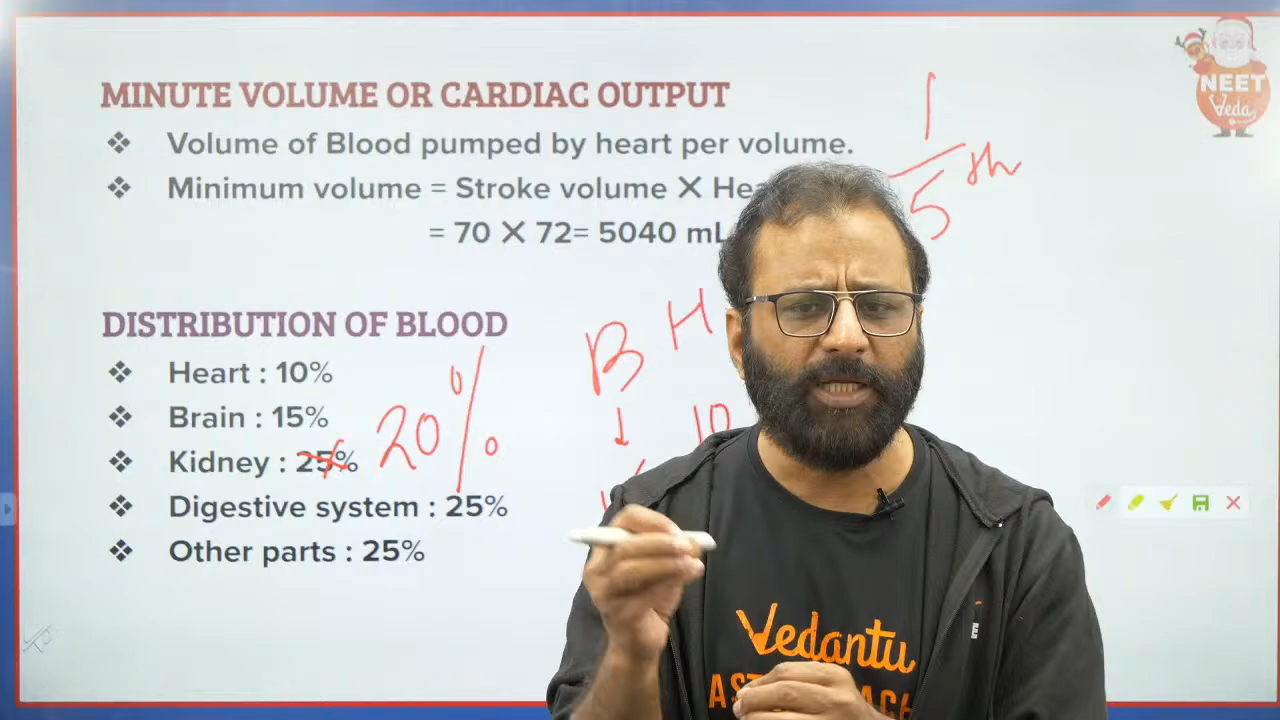 MINUTE VOLUME OR CARDIAC OUTPUT
❖ Volume of Blood pumped by heart per volume.
❖ Minimum volume = Stroke volume X
= 70 X 72= 5040 mL
1/5 th
DISTRIBUTION OF BLOOD
❖ Heart : 10%
❖ Brain : 15%
❖ Kidney : 25% 20%
❖ Digestive system : 25%
❖ Other parts : 25%
B H
↓ 10
NEET
Veda
Vedantu